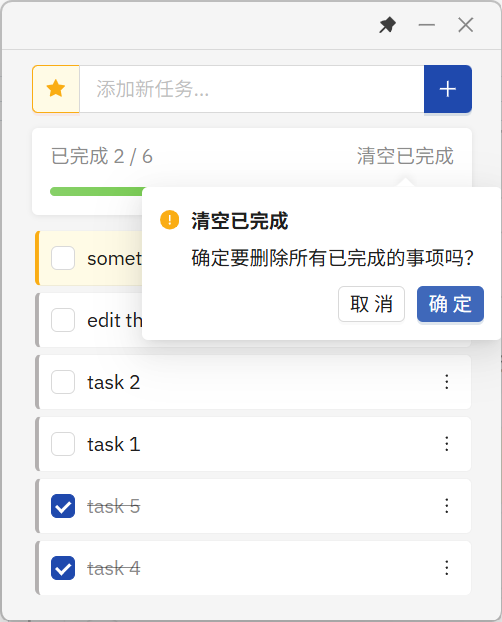 添加新任务...
已完成 2 / 6
清空已完成
清空已完成
确定要删除所有已完成的事项吗?
取 消
确 定
somet
edit th
task 2
task 1
task 5
task 4